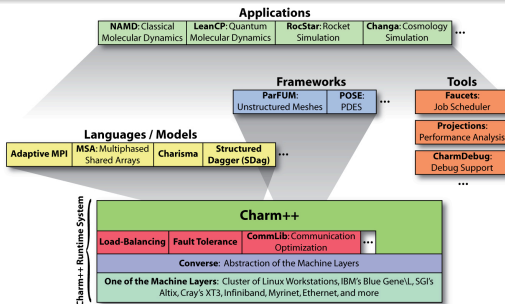 Applications
NAMD: Classical
Molecular Dynamics
LeanCP: Quantum
Molecular Dynamics
RocStar: Rocket
Simulation
Changa: Cosmology
Simulation
...
Frameworks
ParFUM:
Unstructured Meshes
POSE:
PDES
...
Tools
Faucets:
Job Scheduler
Projections:
Performance Analysis
CharmDebug:
Debug Support
...
Languages / Models
Adaptive MPI
MSA: Multiphased
Shared Arrays
Charisma
Structured
Dagger (SDag)
...
Charm++ Runtime System
Charm++
Load-Balancing
Fault Tolerance
CommLib: Communication
Optimization
...
Converse: Abstraction of the Machine Layers
One of the Machine Layers: Cluster of Linux Workstations, IBM's Blue Gene\L, SGI's
Altix, Cray's XT3, Infiniband, Myrinet, Ethernet, and more